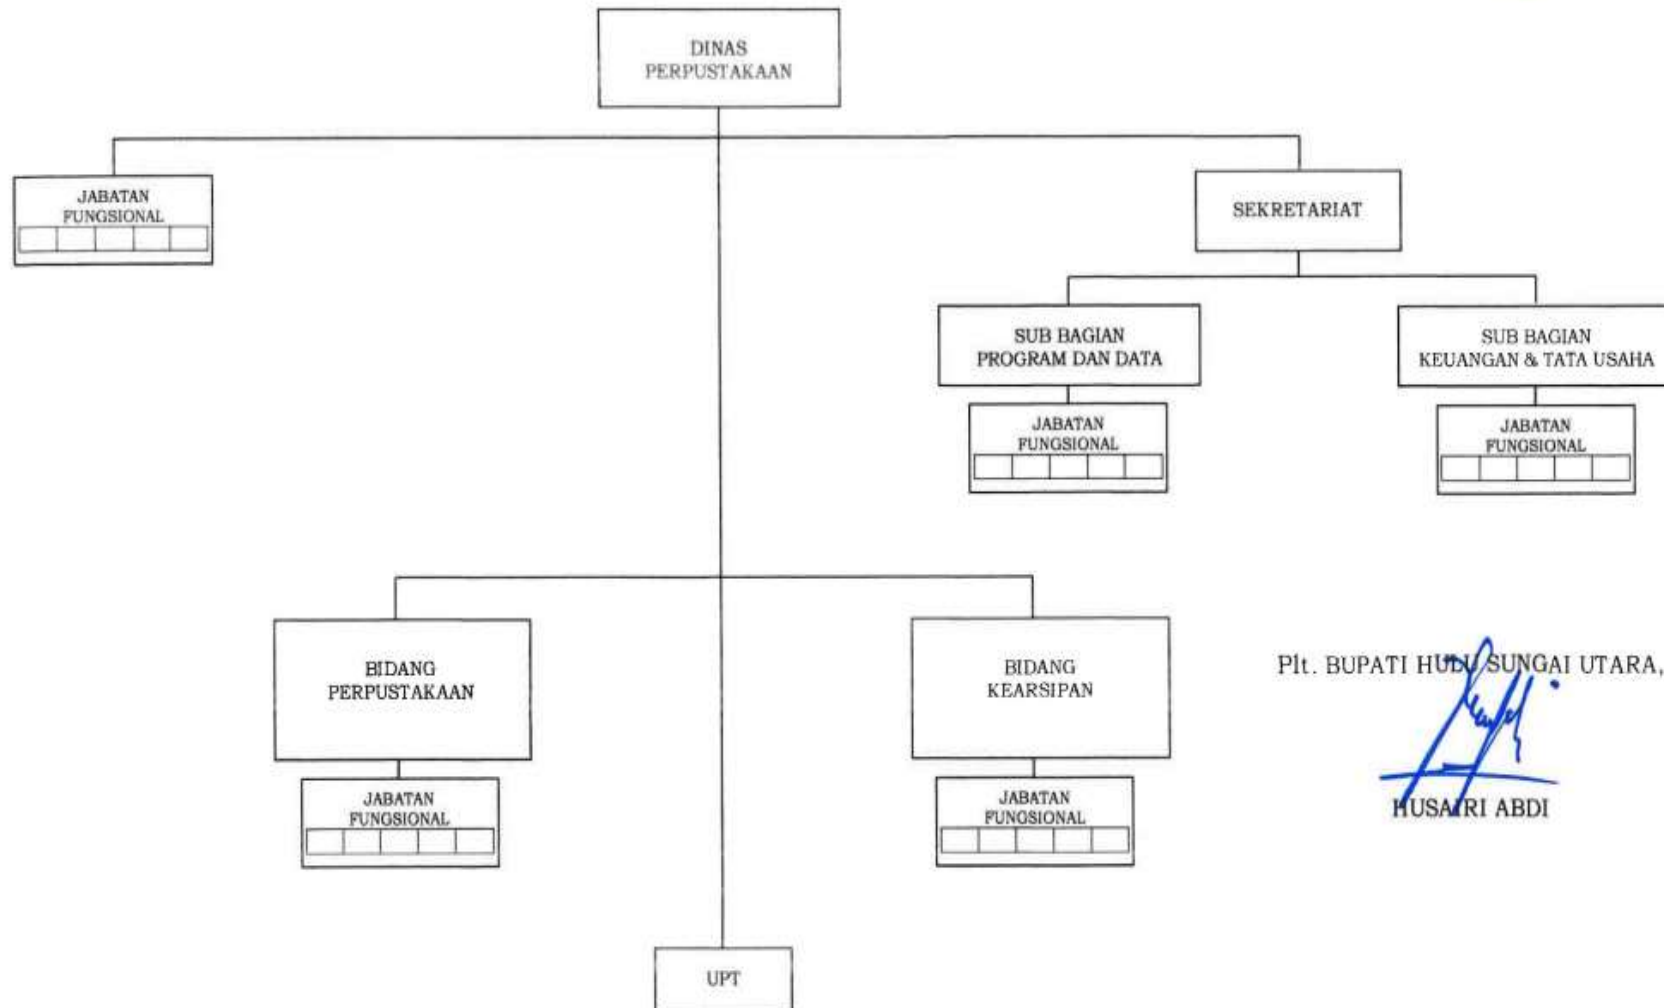 DINAS
PERPUSTAKAAN
JABATAN
FUNGSIONAL
SEKRETARIAT
SUB BAGIAN
PROGRAM DAN DATA
SUB BAGIAN
KEUANGAN & TATA USAHA
JABATAN
FUNGSIONAL
JABATAN
FUNGSIONAL
BIDANG
PERPUSTAKAAN
BIDANG
KEARSIPAN
JABATAN
FUNGSIONAL
JABATAN
FUNGSIONAL
UPT
Plt. BUPATI HULU SUNGAI UTARA,
HUSAIRI ABDI